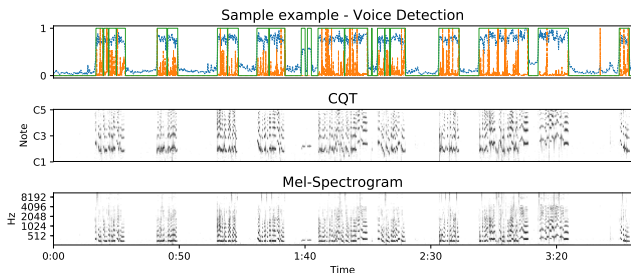 Sample example - Voice Detection
1
0
CQT
C5
C3
C1
Note
Mel-Spectrogram
8192
4096
2048
1024
512
Hz
0:00 0:50 1:40 2:30 3:20
Time